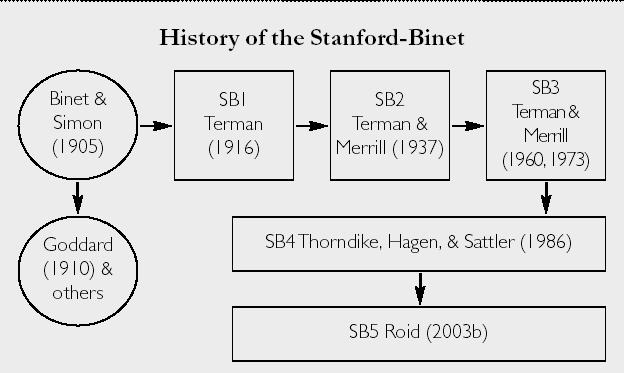 History of the Stanford-Binet
Binet &
Simon
(1905)
SB1
Terman
(1916)
SB2
Terman &
Merrill (1937)
SB3
Terman &
Merrill
(1960, 1973)
Goddard
(1910) &
others
SB4 Thorndike, Hagen, & Sattler (1986)
SB5 Roid (2003b)